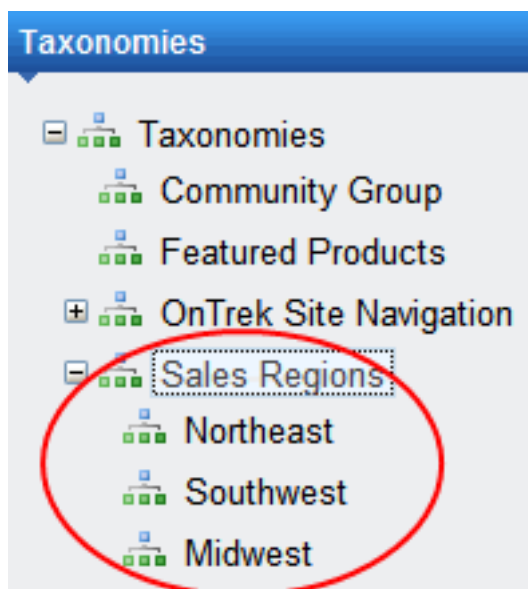 Taxonomies
Taxonomies
Community Group
Featured Products
OnTrek Site Navigation
Sales Regions
Northeast
Southwest
Midwest